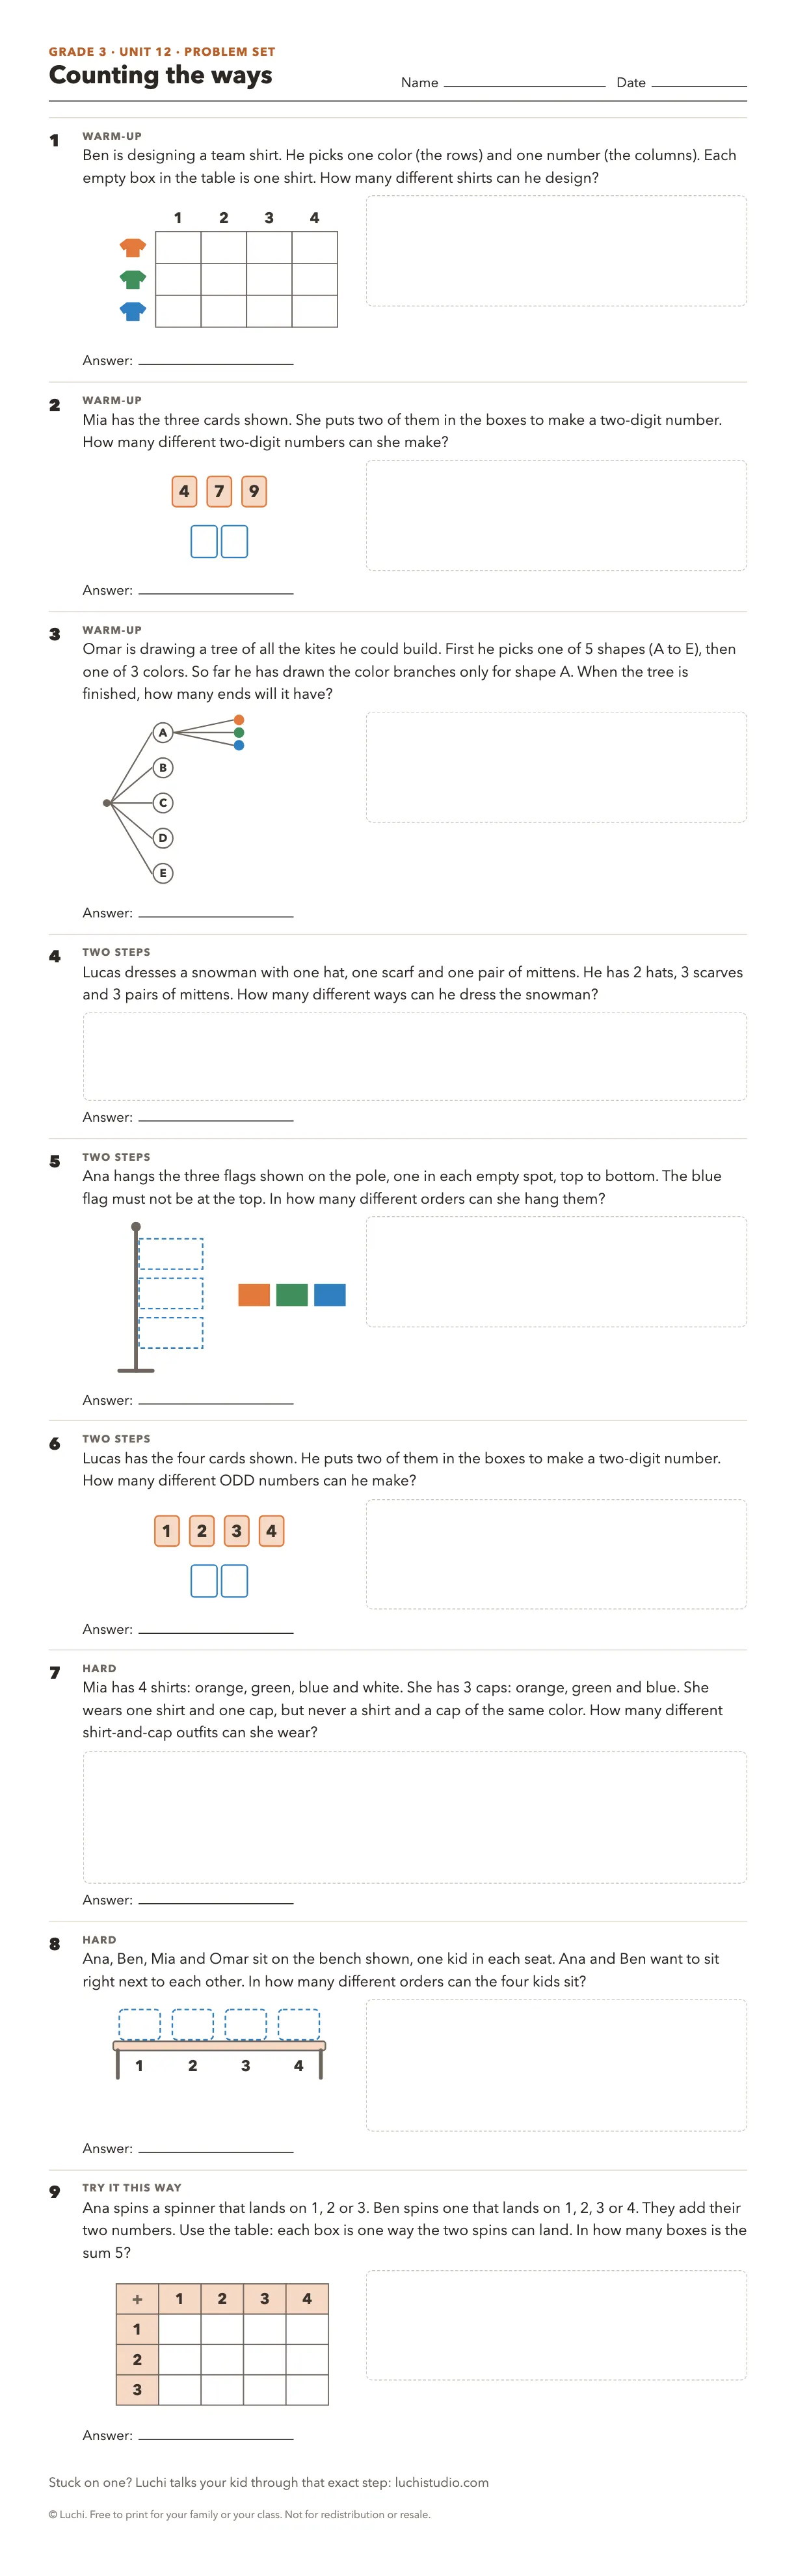 GRADE 3 · UNIT 12 · PROBLEM SET
Counting the ways
Name
Date
1
WARM-UP
Ben is designing a team shirt. He picks one color (the rows) and one number (the columns). Each
empty box in the table is one shirt. How many different shirts can he design?
1 2 3 4
Answer:
2
WARM-UP
Mia has the three cards shown. She puts two of them in the boxes to make a two-digit number.
How many different two-digit numbers can she make?
4 7 9
Answer:
3
WARM-UP
Omar is drawing a tree of all the kites he could build. First he picks one of 5 shapes (A to E), then
one of 3 colors. So far he has drawn the color branches only for shape A. When the tree is
finished, how many ends will it have?
A
B
C
D
E
Answer:
4
TWO STEPS
Lucas dresses a snowman with one hat, one scarf and one pair of mittens. He has 2 hats, 3 scarves
and 3 pairs of mittens. How many different ways can he dress the snowman?
Answer:
5
TWO STEPS
Ana hangs the three flags shown on the pole, one in each empty spot, top to bottom. The blue
flag must not be at the top. In how many different orders can she hang them?
Answer:
6
TWO STEPS
Lucas has the four cards shown. He puts two of them in the boxes to make a two-digit number.
How many different ODD numbers can he make?
1 2 3 4
Answer:
7
HARD
Mia has 4 shirts: orange, green, blue and white. She has 3 caps: orange, green and blue. She
wears one shirt and one cap, but never a shirt and a cap of the same color. How many different
shirt-and-cap outfits can she wear?
Answer:
8
HARD
Ana, Ben, Mia and Omar sit on the bench shown, one kid in each seat. Ana and Ben want to sit
right next to each other. In how many different orders can the four kids sit?
1 2 3 4
Answer:
9
TRY IT THIS WAY
Ana spins a spinner that lands on 1, 2 or 3. Ben spins one that lands on 1, 2, 3 or 4. They add their
two numbers. Use the table: each box is one way the two spins can land. In how many boxes is the
sum 5?
+ 1 2 3 4
1
2
3
Answer:
Stuck on one? Luchi talks your kid through that exact step: luchistudio.com
© Luchi. Free to print for your family or your class. Not for redistribution or resale.